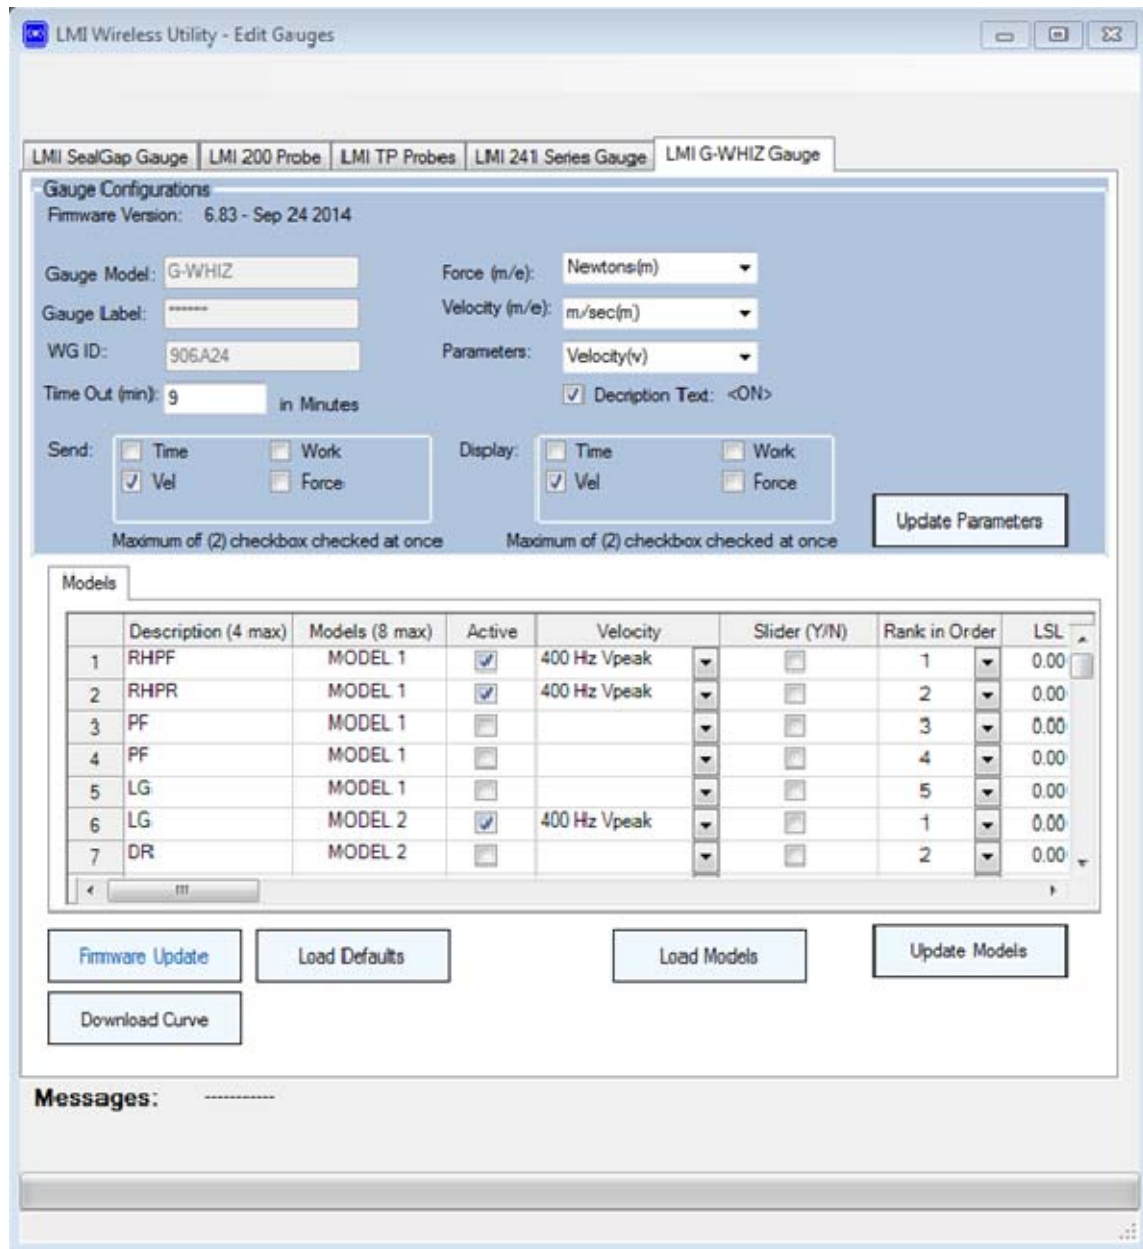 LMI Wireless Utility - Edit Gauges
LMI SealGap Gauge LMI 200 Probe LMI TP Probes LMI 241 Series Gauge LMI G-WHIZ Gauge
Gauge Configurations
Firmware Version: 6.83 - Sep 24 2014
Gauge Model: G-WHIZ Force (m/e): Newtons(m)
Gauge Label: ------ Velocity (m/e): m/sec(m)
WG ID: 906A24 Parameters: Velocity(v)
Time Out (min): 9 in Minutes Decription Text: <ON>
Send: Time Work Display: Time Work
Vel Force Vel Force
Update Parameters
Maximum of (2) checkbox checked at once Maximum of (2) checkbox checked at once
Models
Description (4 max) Models (8 max) Active Velocity Slider (Y/N) Rank in Order LSL
1 RHPF MODEL 1 400 Hz Vpeak 1 0.00
2 RHPR MODEL 1 400 Hz Vpeak 2 0.00
3 PF MODEL 1 3 0.00
4 PF MODEL 1 4 0.00
5 LG MODEL 1 5 0.00
6 LG MODEL 2 400 Hz Vpeak 1 0.00
7 DR MODEL 2 2 0.00
Firmware Update Load Defaults Load Models Update Models
Download Curve
Messages: -----------